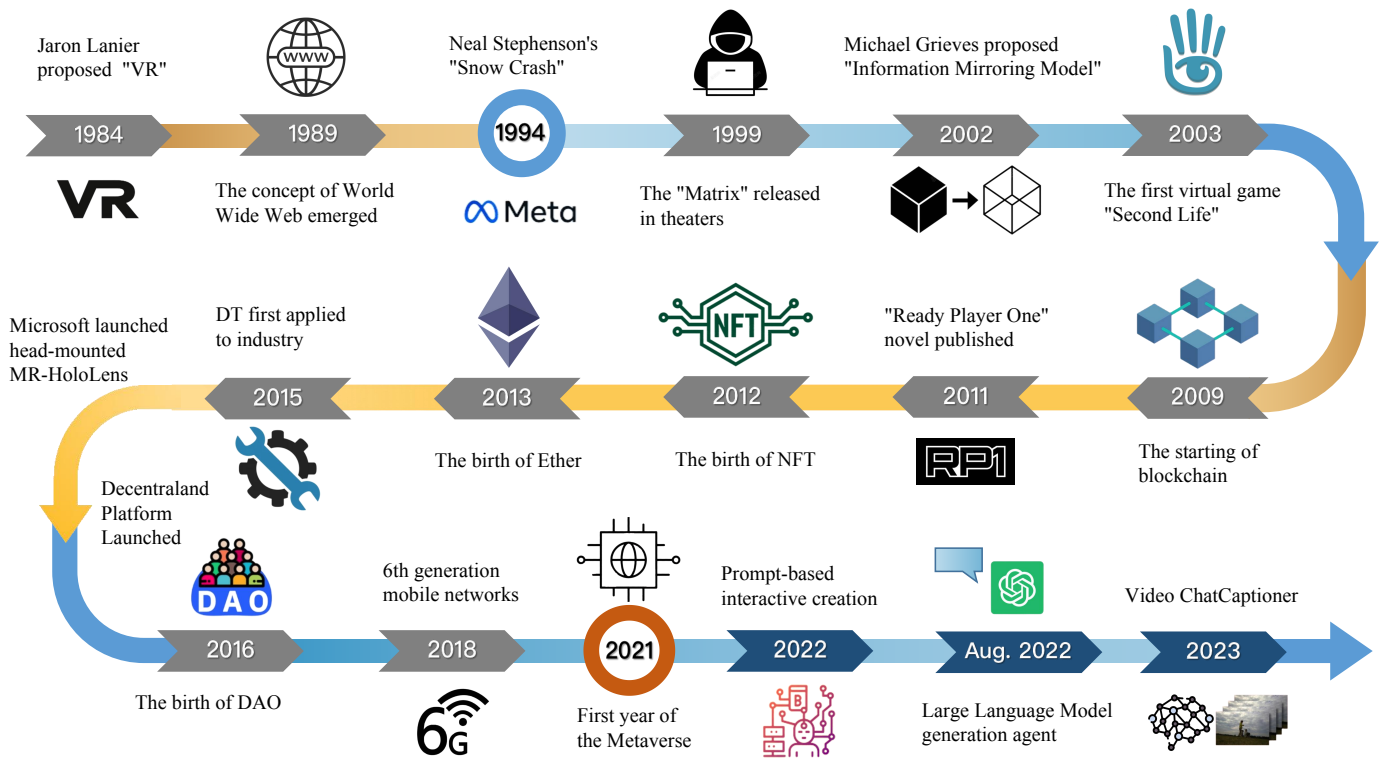 Jaron Lanier
proposed "VR"
WWW
Neal Stephenson's
"Snow Crash"
Michael Grieves proposed
"Information Mirroring Model"
1984
1989
1994
1999
2002
2003
VR
The concept of World
Wide Web emerged
Meta
The "Matrix" released
in theaters
The first virtual game
"Second Life"
Microsoft launched
head-mounted
MR-HoloLens
DT first applied
to industry
NFT
"Ready Player One"
novel published
2015
2013
2012
2011
2009
The birth of Ether
The birth of NFT
RP1
The starting of
blockchain
Decentraland
Platform
Launched
DAO
6th generation
mobile networks
Prompt-based
interactive creation
Video ChatCaptioner
2016
2018
2021
2022
Aug. 2022
2023
The birth of DAO
6G
First year of
the Metaverse
B
Large Language Model
generation agent